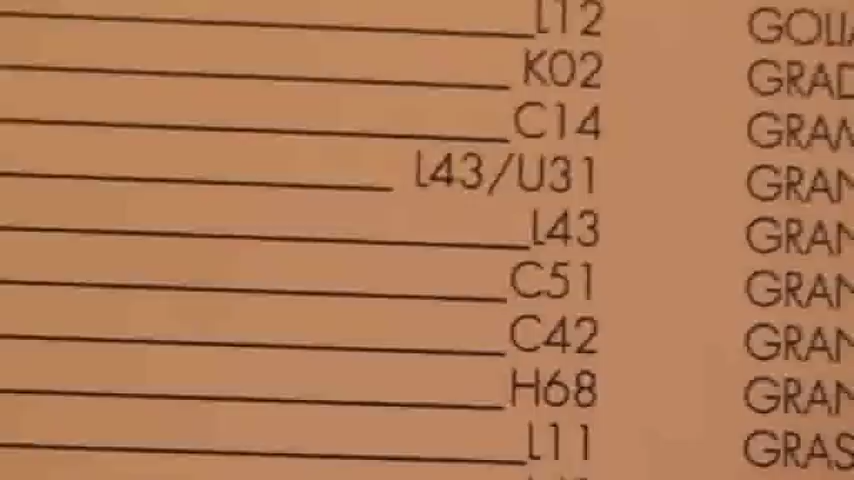 L12 GOLIA
K02 GRAD
C14 GRAM
L43/U31 GRAN
L43 GRAN
C51 GRAN
C42 GRAN
H68 GRAN
L11 GRAS